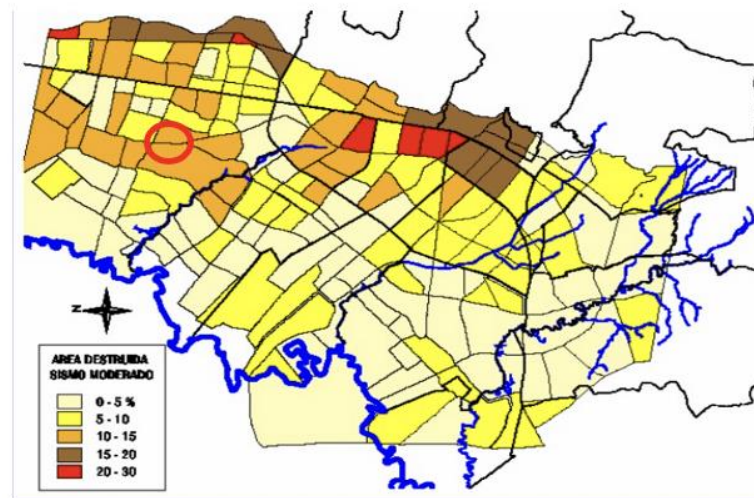 N
AREA DESTRUIDA
SISMO MODERADO
0 - 5 %
5 - 10
10 - 15
15 - 20
20 - 30